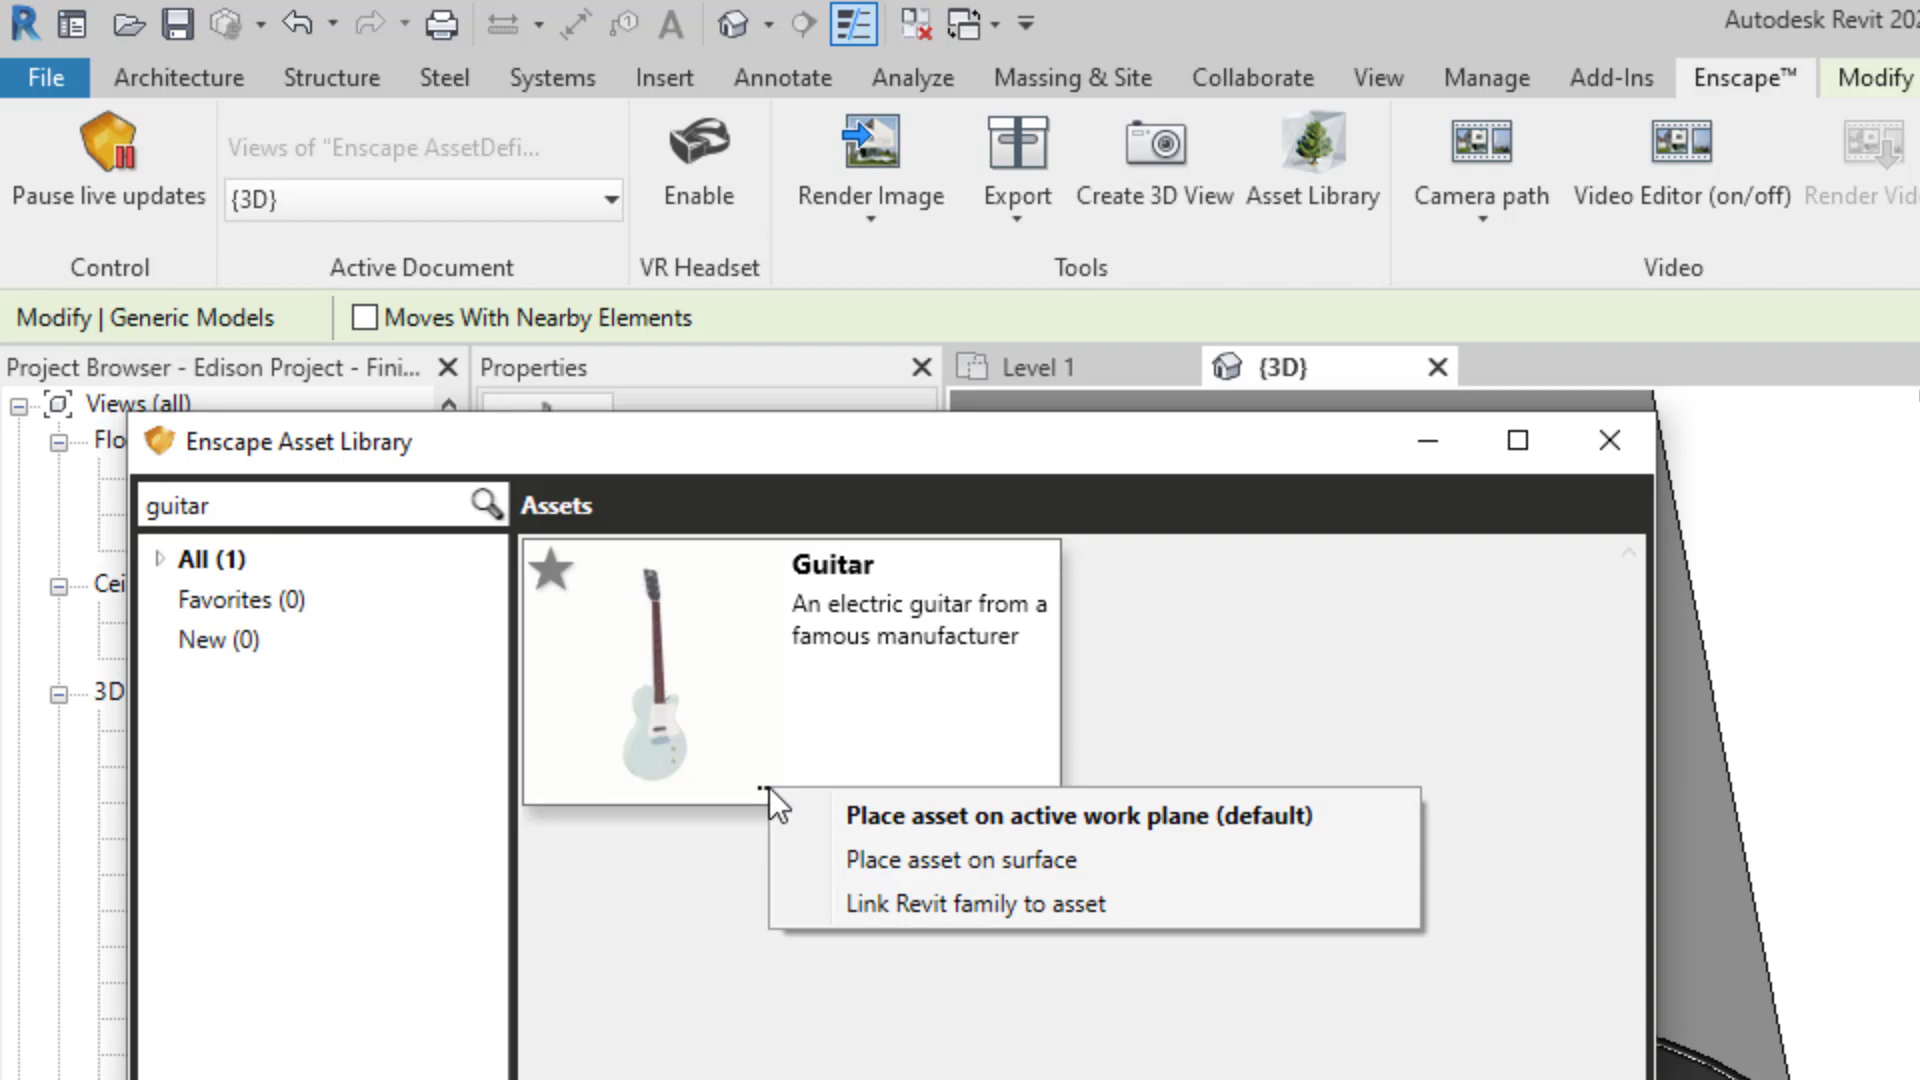 Autodesk Revit 202
File Architecture Structure Steel Systems Insert Annotate Analyze Massing & Site Collaborate View Manage Add-Ins Enscape™ Modify
Views of "Enscape AssetDefi...
{3D}
Pause live updates
Enable
Render Image
Export
Create 3D View
Asset Library
Camera path
Video Editor (on/off)
Render Vid
Control
Active Document
VR Headset
Tools
Video
Modify | Generic Models
Moves With Nearby Elements
Project Browser - Edison Project - Fini...
Properties
Level 1
{3D}
Views (all)
Flo
Cei
3D
Enscape Asset Library
guitar
Assets
All (1)
Favorites (0)
New (0)
Guitar
An electric guitar from a
famous manufacturer
Place asset on active work plane (default)
Place asset on surface
Link Revit family to asset